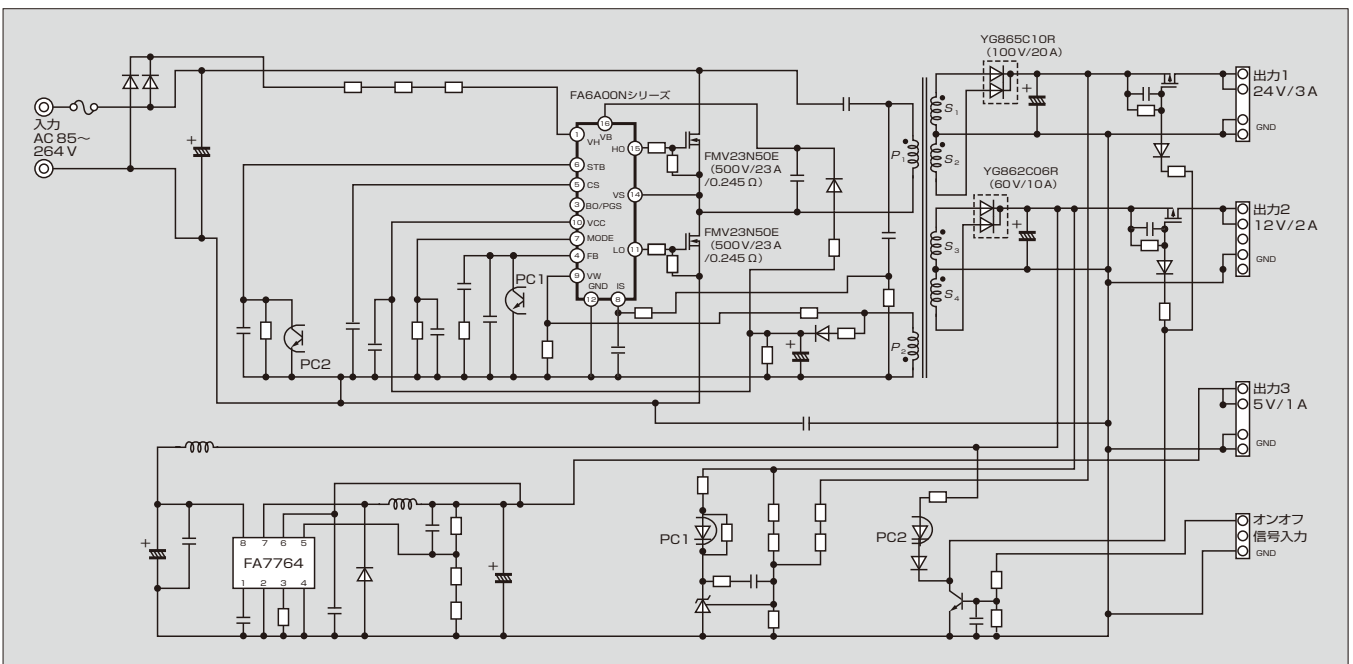 YG865C10R
(100V/20A)
出力1
24V/3A
GND
FA6A00Nシリーズ
入力
AC 85～
264V
16
VB
1
VH
HO
15
FMV23N50E
(500V/23A
/0.245Ω)
P1
S1
S2
6
STB
5
CS
3
BO/PGS
VS
14
YG862C06R
(60V/10A)
10
VCC
7
MODE
4
FB
9
VW
LO
11
FMV23N50E
(500V/23A
/0.245Ω)
GND
12
IS
8
PC1
PC2
S3
S4
P2
出力2
12V/2A
GND
出力3
5V/1A
GND
8 7 6 5
FA7764
1 2 3 4
PC1
PC2
オンオフ
信号入力
GND